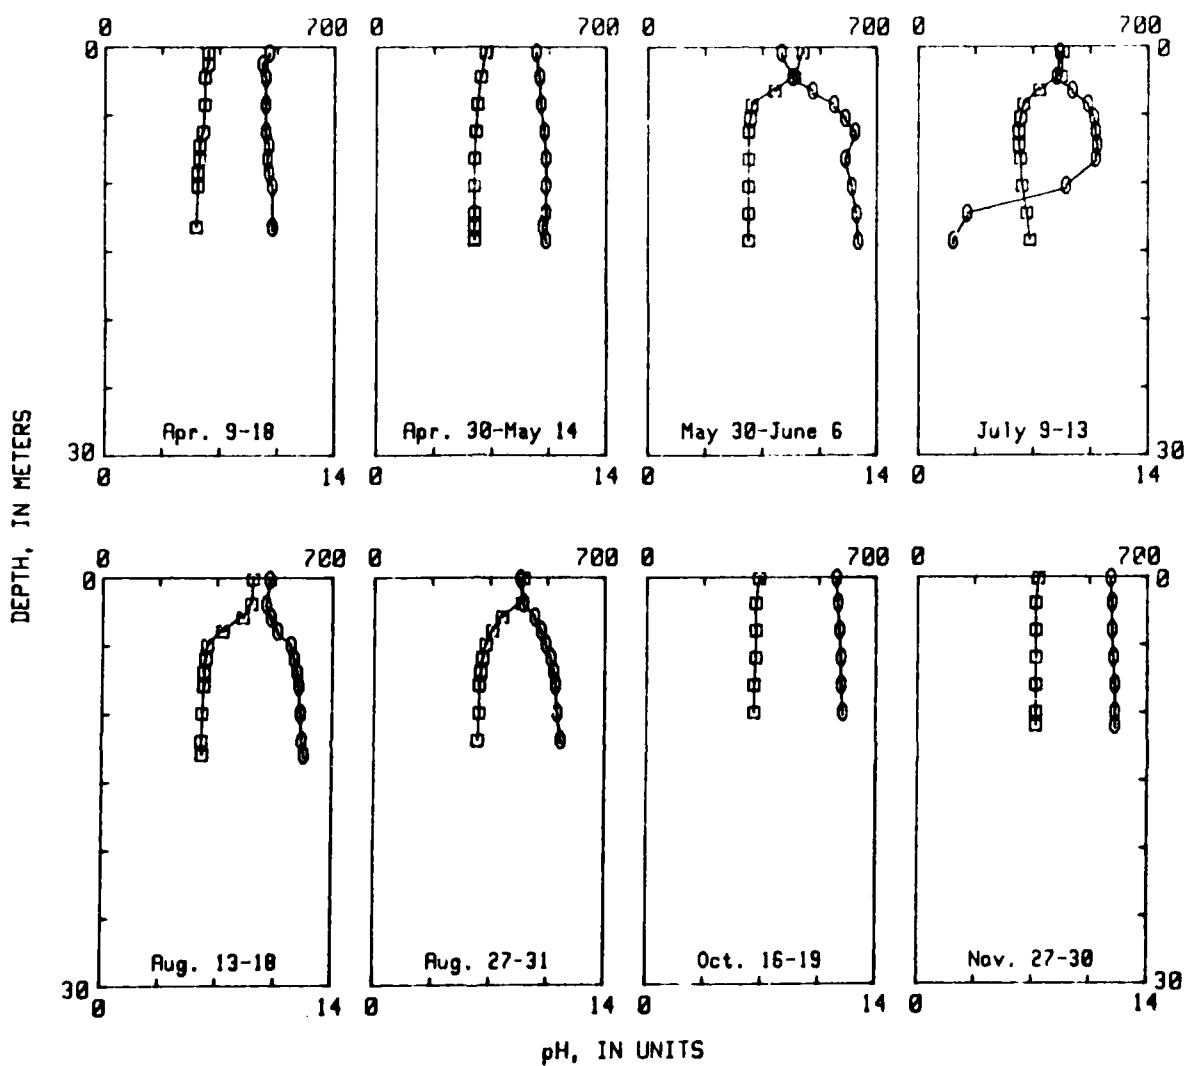 0 700 0 700 0 700 0 700
0 0
Apr. 9-18 Apr. 30-May 14 May 30-June 6 July 9-13
30 30
0 14 0 14 0 14 0 14
DEPTH, IN METERS
0 700 0 700 0 700 0 700
0 0
Aug. 13-18 Aug. 27-31 Oct. 16-19 Nov. 27-30
30 30
0 14 0 14 0 14 0 14
pH, IN UNITS